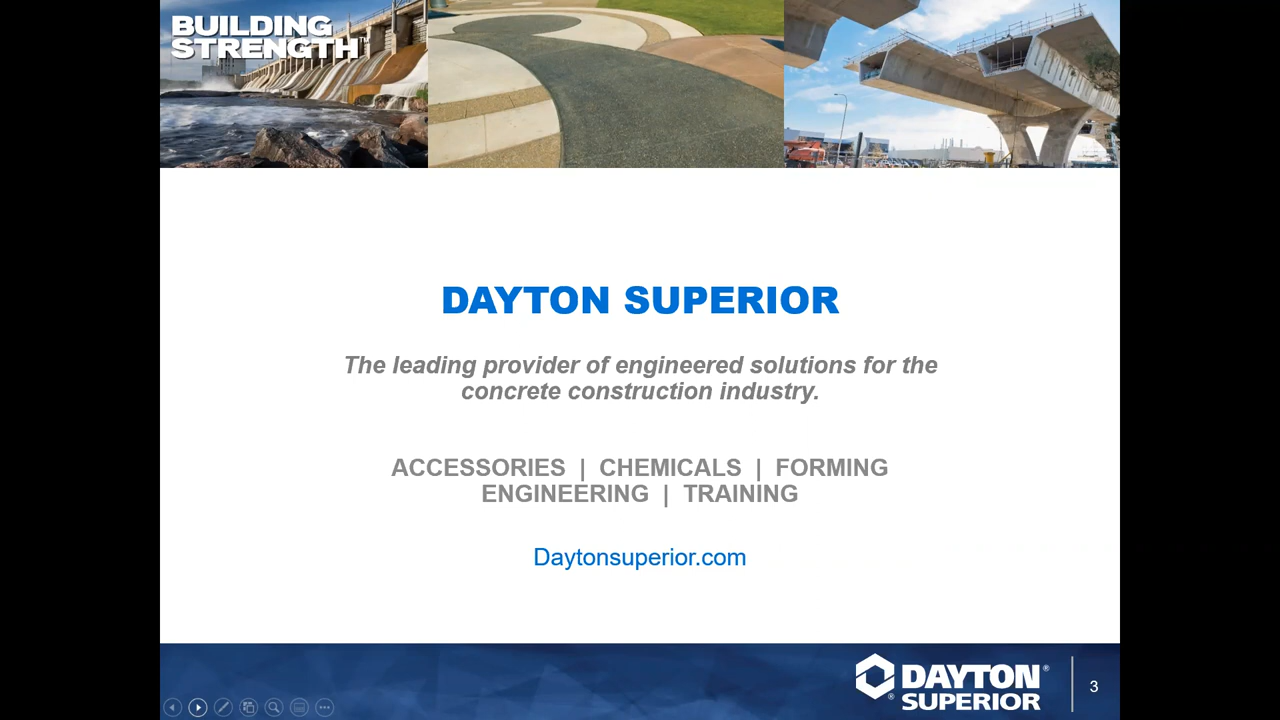 BUILDING
STRENGTH™
DAYTON SUPERIOR
The leading provider of engineered solutions for the
concrete construction industry.
ACCESSORIES | CHEMICALS | FORMING
ENGINEERING | TRAINING
Daytonsuperior.com
DAYTON®
®SUPERIOR
3